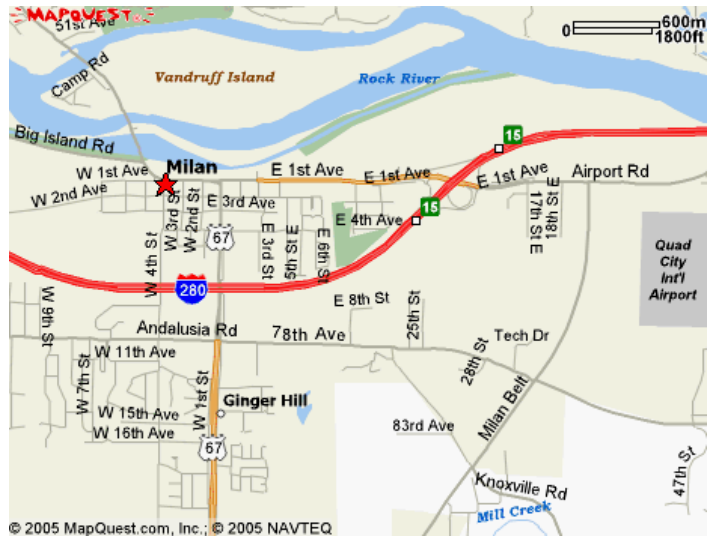 MAPQUEST
51st Ave
0 600m
1800ft
Camp Rd
Vandruff Island
Rock River
Big Island Rd
15
W 1st Ave
Milan
E 1st Ave
E 1st Ave
E 1st Ave
Airport Rd
W 2nd Ave
W 3rd St
W 2nd St
E 3rd Ave
E 4th Ave
15
17th St E
18th E
67
W 4th St
E 3rd St
5th St E
E 6th St
Quad
City
Int'l
Airport
280
E 8th St
W 9th St
Andalusia Rd
78th Ave
25th St
Tech Dr
W 11th Ave
28th St
W 7th St
W 1st St
Ginger Hill
Milan Belt
W 15th Ave
W 16th Ave
83rd Ave
67
47th St
Knoxville Rd
Mill Creek
© 2005 MapQuest.com, Inc.; © 2005 NAVTEQ